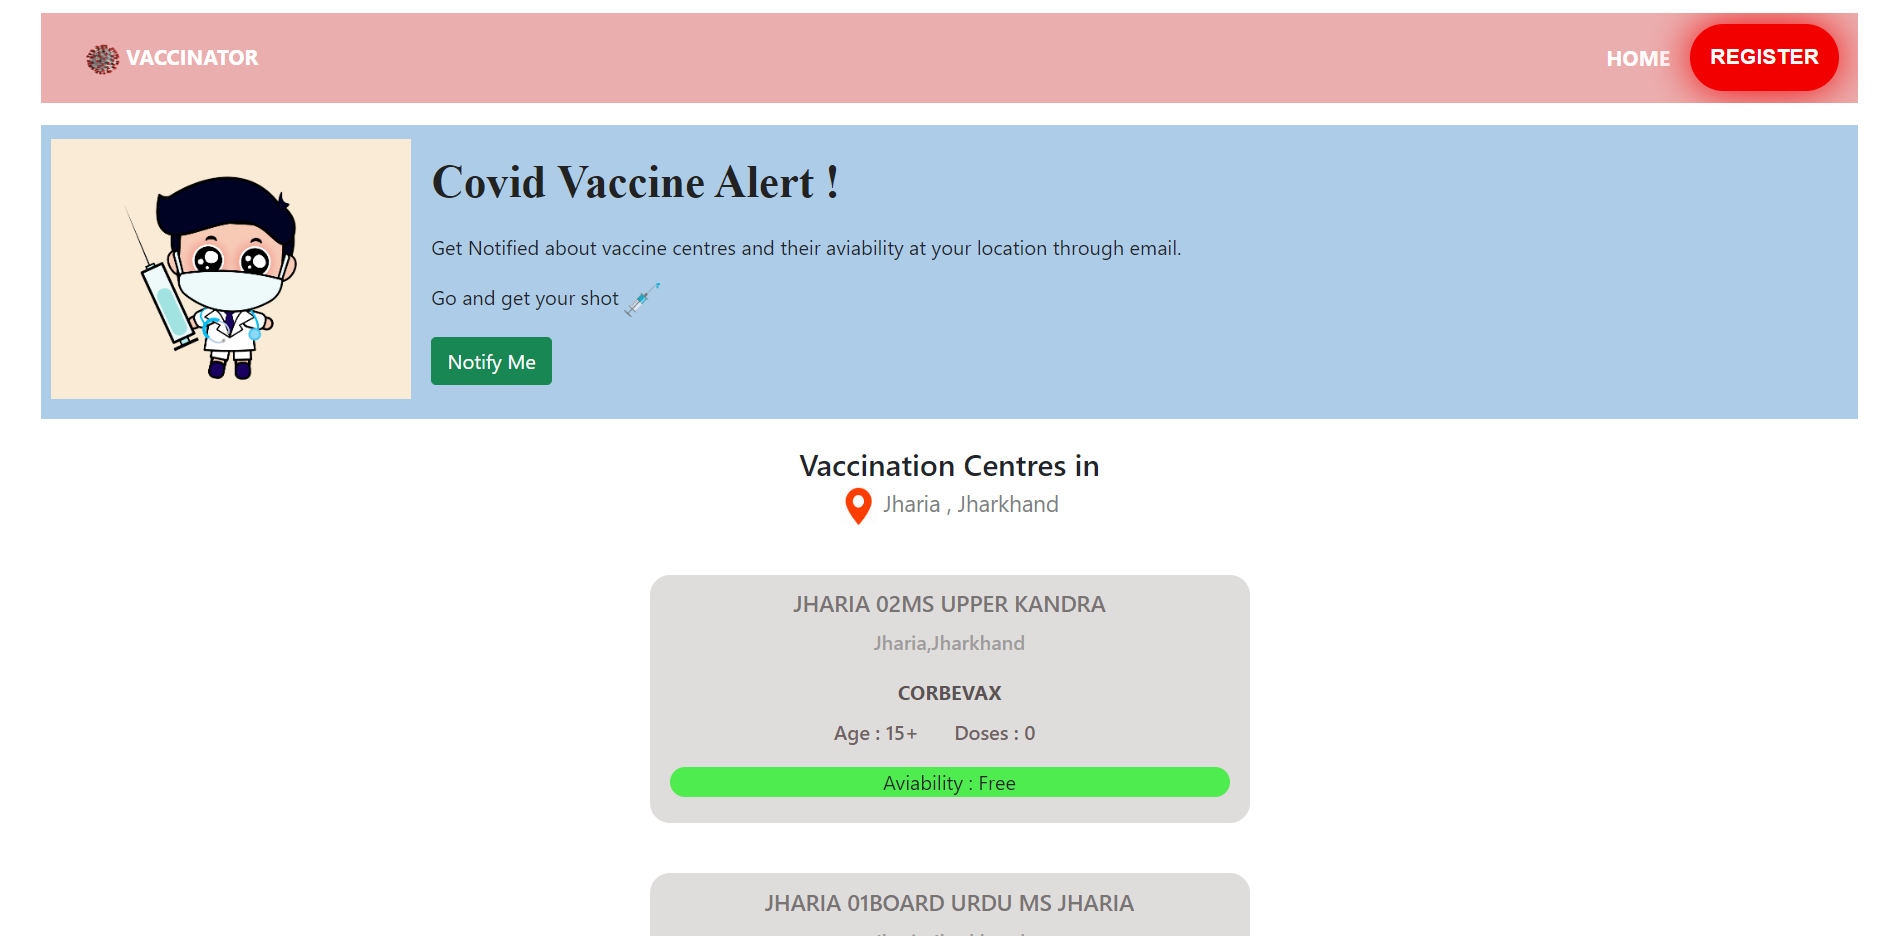 VACCINATOR
HOME
REGISTER
Covid Vaccine Alert !
Get Notified about vaccine centres and their aviability at your location through email.
Go and get your shot
Notify Me
Vaccination Centres in
Jharia , Jharkhand
JHARIA 02MS UPPER KANDRA
Jharia,Jharkhand
CORBEVAX
Age : 15+ Doses : 0
Aviability : Free
JHARIA 01BOARD URDU MS JHARIA